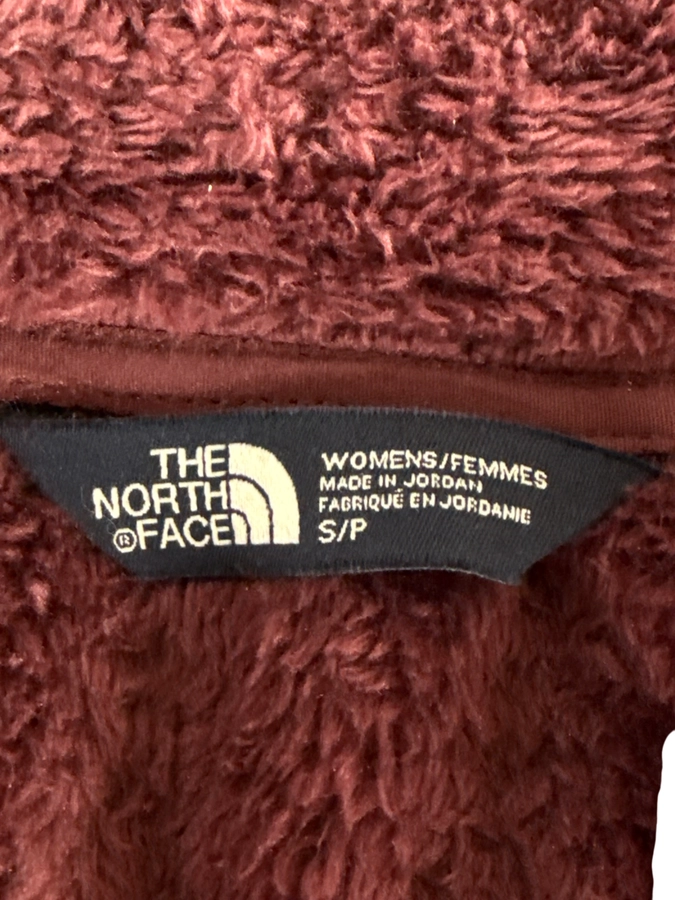 THE
NORTH
®FACE
WOMENS/FEMMES
MADE IN JORDAN
FABRIQUÉ EN JORDANIE
S/P